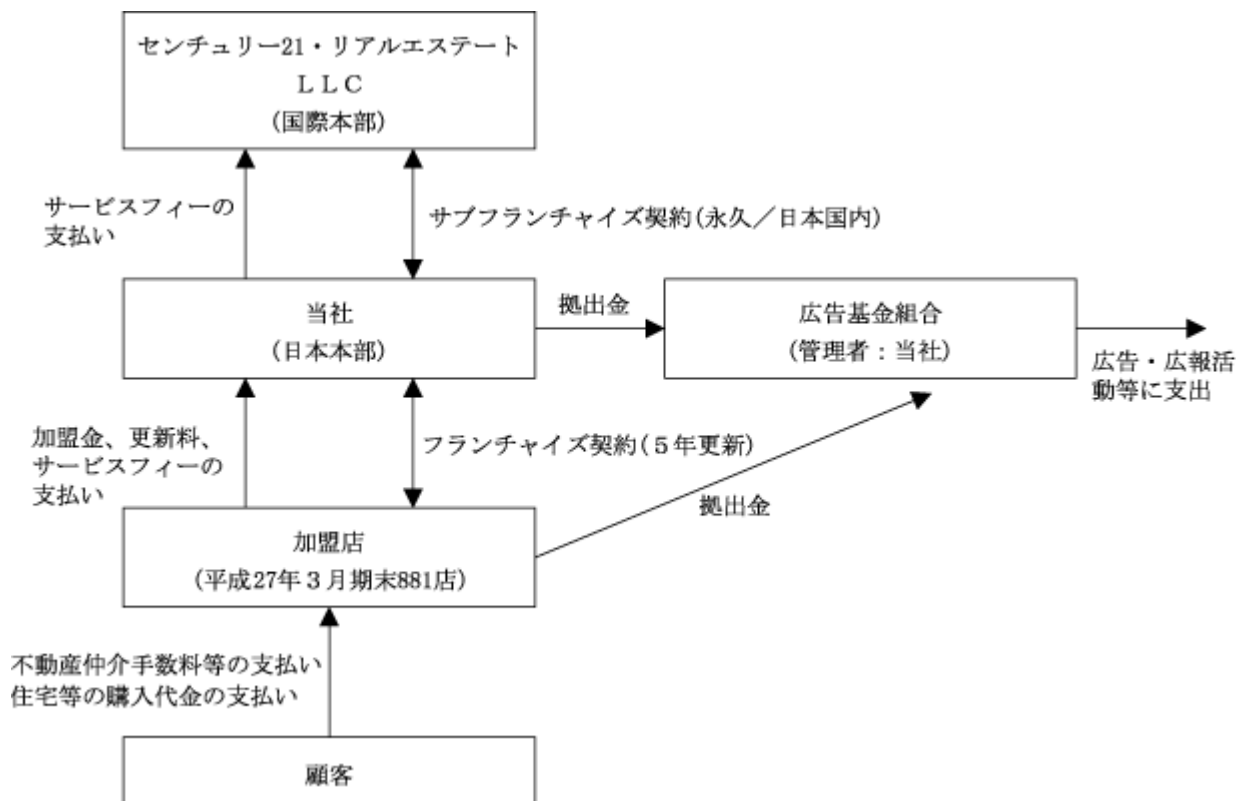 センチュリー21・リアルエステート
ＬＬＣ
(国際本部)
サービスフィーの
支払い
サブフランチャイズ契約(永久／日本国内)
当社
(日本本部)
拠出金
広告基金組合
(管理者：当社)
広告・広報活
動等に支出
加盟金、更新料、
サービスフィーの
支払い
フランチャイズ契約(５年更新)
拠出金
加盟店
(平成27年３月期末881店)
不動産仲介手数料等の支払い
住宅等の購入代金の支払い
顧客